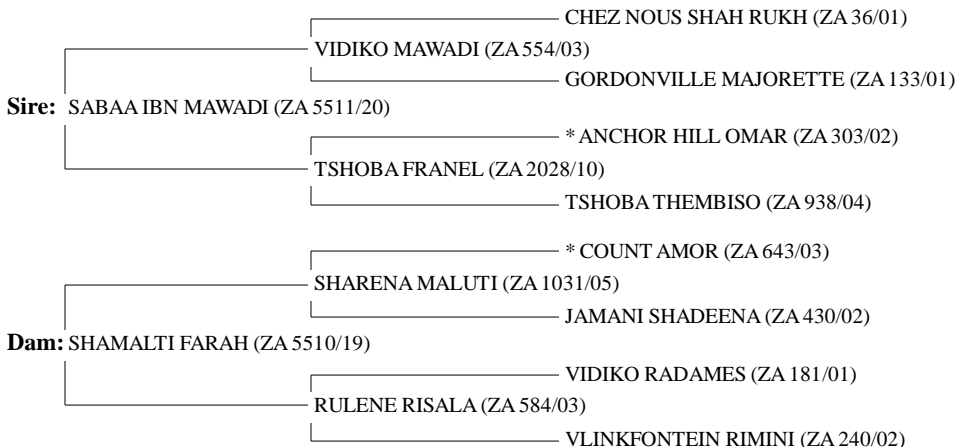 CHEZ NOUS SHAH RUKH (ZA 36/01)
VIDIKO MAWADI (ZA 554/03)
GORDONVILLE MAJORETTE (ZA 133/01)
Sire: SABAA IBN MAWADI (ZA 5511/20)
* ANCHOR HILL OMAR (ZA 303/02)
TSHOBA FRANEL (ZA 2028/10)
TSHOBA THEMBISO (ZA 938/04)
* COUNT AMOR (ZA 643/03)
SHARENA MALUTI (ZA 1031/05)
JAMANI SHADEENA (ZA 430/02)
Dam: SHAMALTI FARAH (ZA 5510/19)
VIDIKO RADAMES (ZA 181/01)
RULENE RISALA (ZA 584/03)
VLINKFONTEIN RIMINI (ZA 240/02)